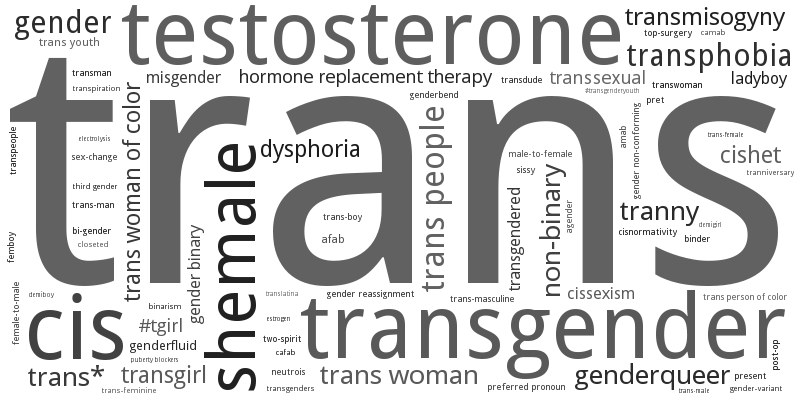 gender
testosterone
transmisogyny
trans youth
top-surgery
camab
transman
misgender
hormone replacement therapy
transdude
transsexual
transphobia
ladyboy
transpiration
genderbend
#transgenderyouth
transwoman
pret
trans
transpeople
electrolysis
sex-change
third gender
trans-man
bi-gender
closeted
trans woman of color
gender binary
shemale
dysphoria
trans-boy
afab
trans people
male-to-female
sissy
transgendered
non-binary
agender
amab
gender non-conforming
trans-female
cishet
tranniversary
tranny
cisnormativity
demigirl
binder
femboy
female-to-male
demiboy
binarism
translatina
gender reassignment
trans-masculine
cissexism
trans person of color
cis
#tgirl
genderfluid
puberty blockers
estrogen
two-spirit
cafab
transgender
post-op
trans*
transgirl
trans-feminine
neutrois
transgenders
trans woman
preferred pronoun
genderqueer
present
trans-male
gender-variant